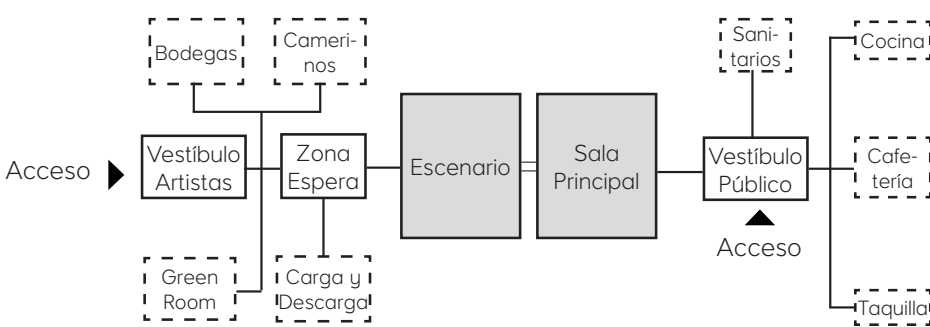 Bodegas
Cameri-
nos
Sani-
tarios
Cocina
Acceso
Vestíbulo
Artistas
Zona
Espera
Escenario
Sala
Principal
Vestíbulo
Público
Cafe-
tería
Acceso
Green
Room
Carga y
Descarga
Taquilla